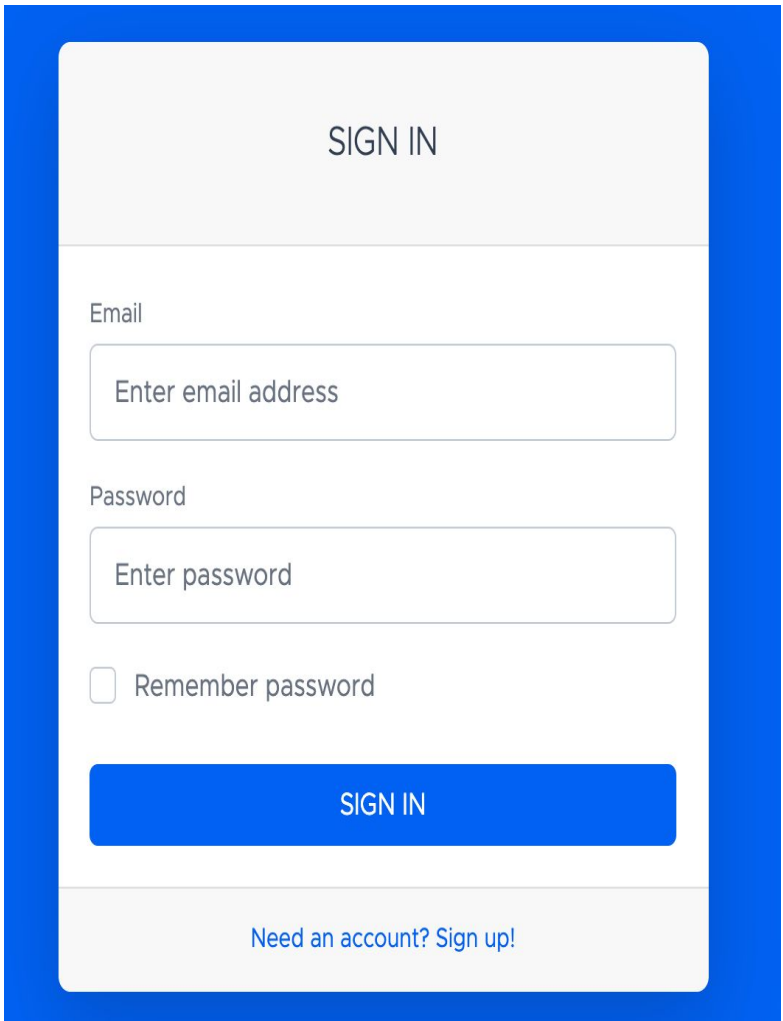 SIGN IN
Email
Enter email address
Password
Enter password
Remember password
SIGN IN
Need an account? Sign up!